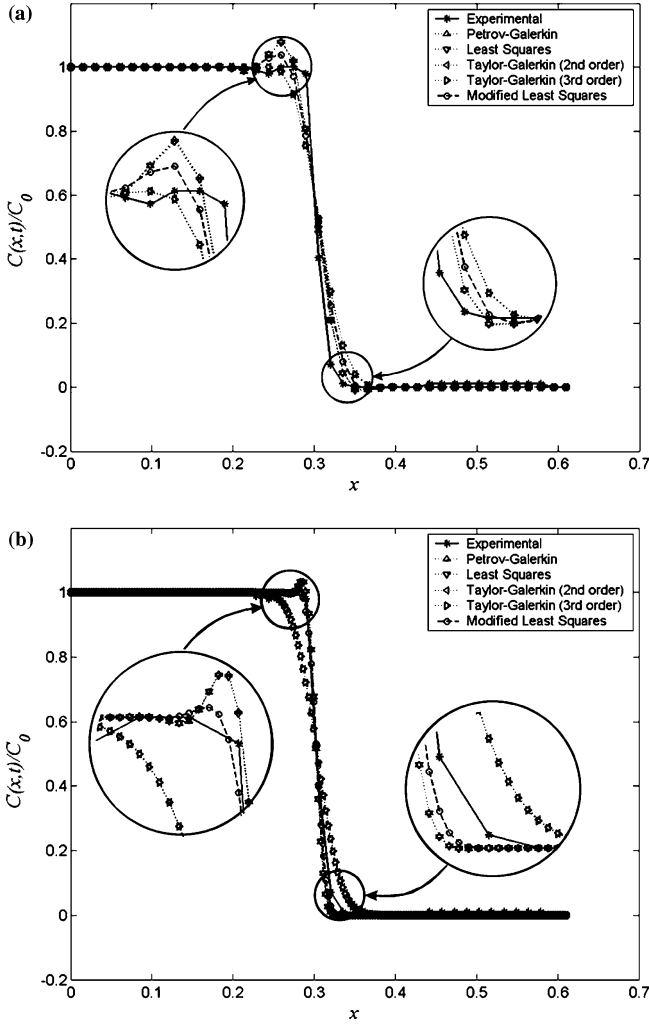 (a)
Experimental
Petrov-Galerkin
Least Squares
Taylor-Galerkin (2nd order)
Taylor-Galerkin (3rd order)
Modified Least Squares
1
0.8
0.6
0.4
0.2
0
-0.2
C(x,t)/C0
0 0.1 0.2 0.3 0.4 0.5 0.6 0.7
x
(b)
Experimental
Petrov-Galerkin
Least Squares
Taylor-Galerkin (2nd order)
Taylor-Galerkin (3rd order)
Modified Least Squares
1
0.8
0.6
0.4
0.2
0
-0.2
C(x,t)/C0
0 0.1 0.2 0.3 0.4 0.5 0.6 0.7
x